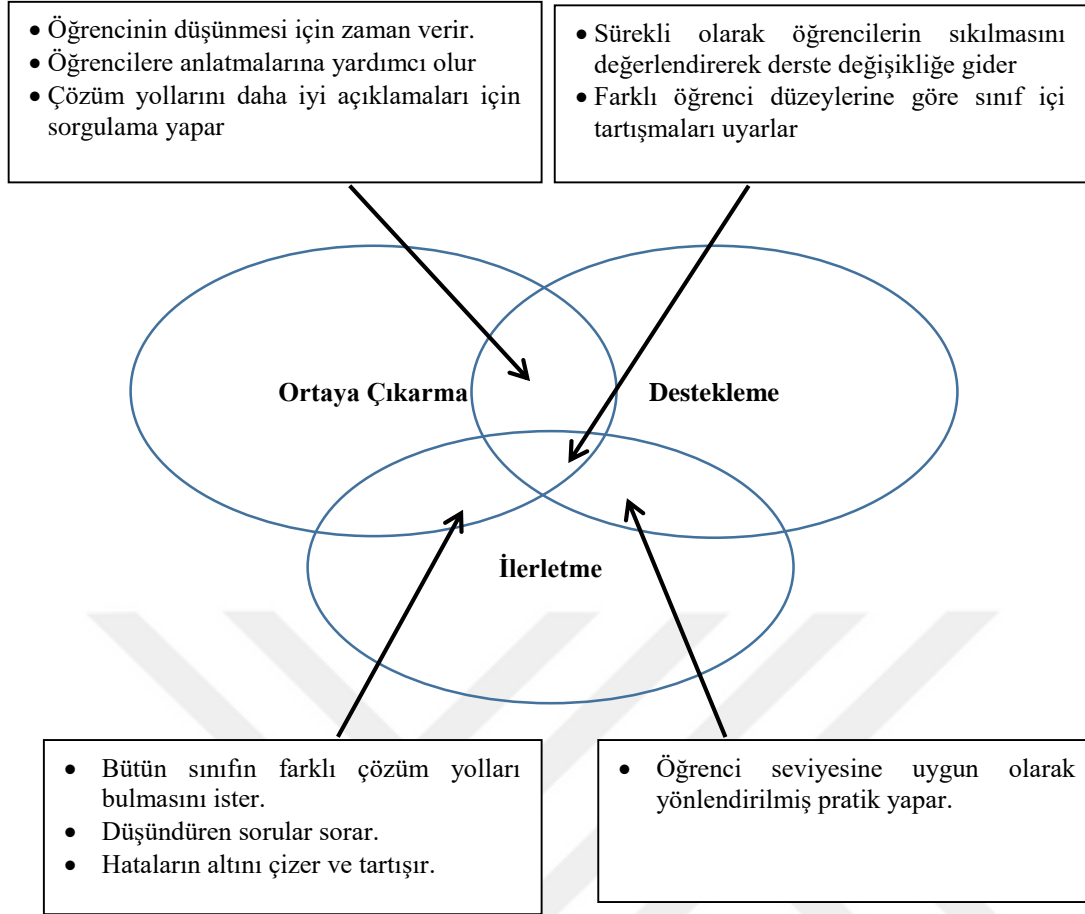 • Öğrencinin düşünmesi için zaman verir.
• Öğrencilere anlatmalarına yardımcı olur
• Çözüm yollarını daha iyi açıklamaları için
sorgulama yapar
• Sürekli olarak öğrencilerin sıkılmasını
değerlendirerek derste değişikliğe gider
• Farklı öğrenci düzeylerine göre sınıf içi
tartışmaları uyarlar
Ortaya Çıkarma
Destekleme
İlerletme
• Bütün sınıfın farklı çözüm yolları
bulmasını ister.
• Düşündüren sorular sorar.
• Hataların altını çizer ve tartışır.
• Öğrenci seviyesine uygun olarak
yönlendirilmiş pratik yapar.